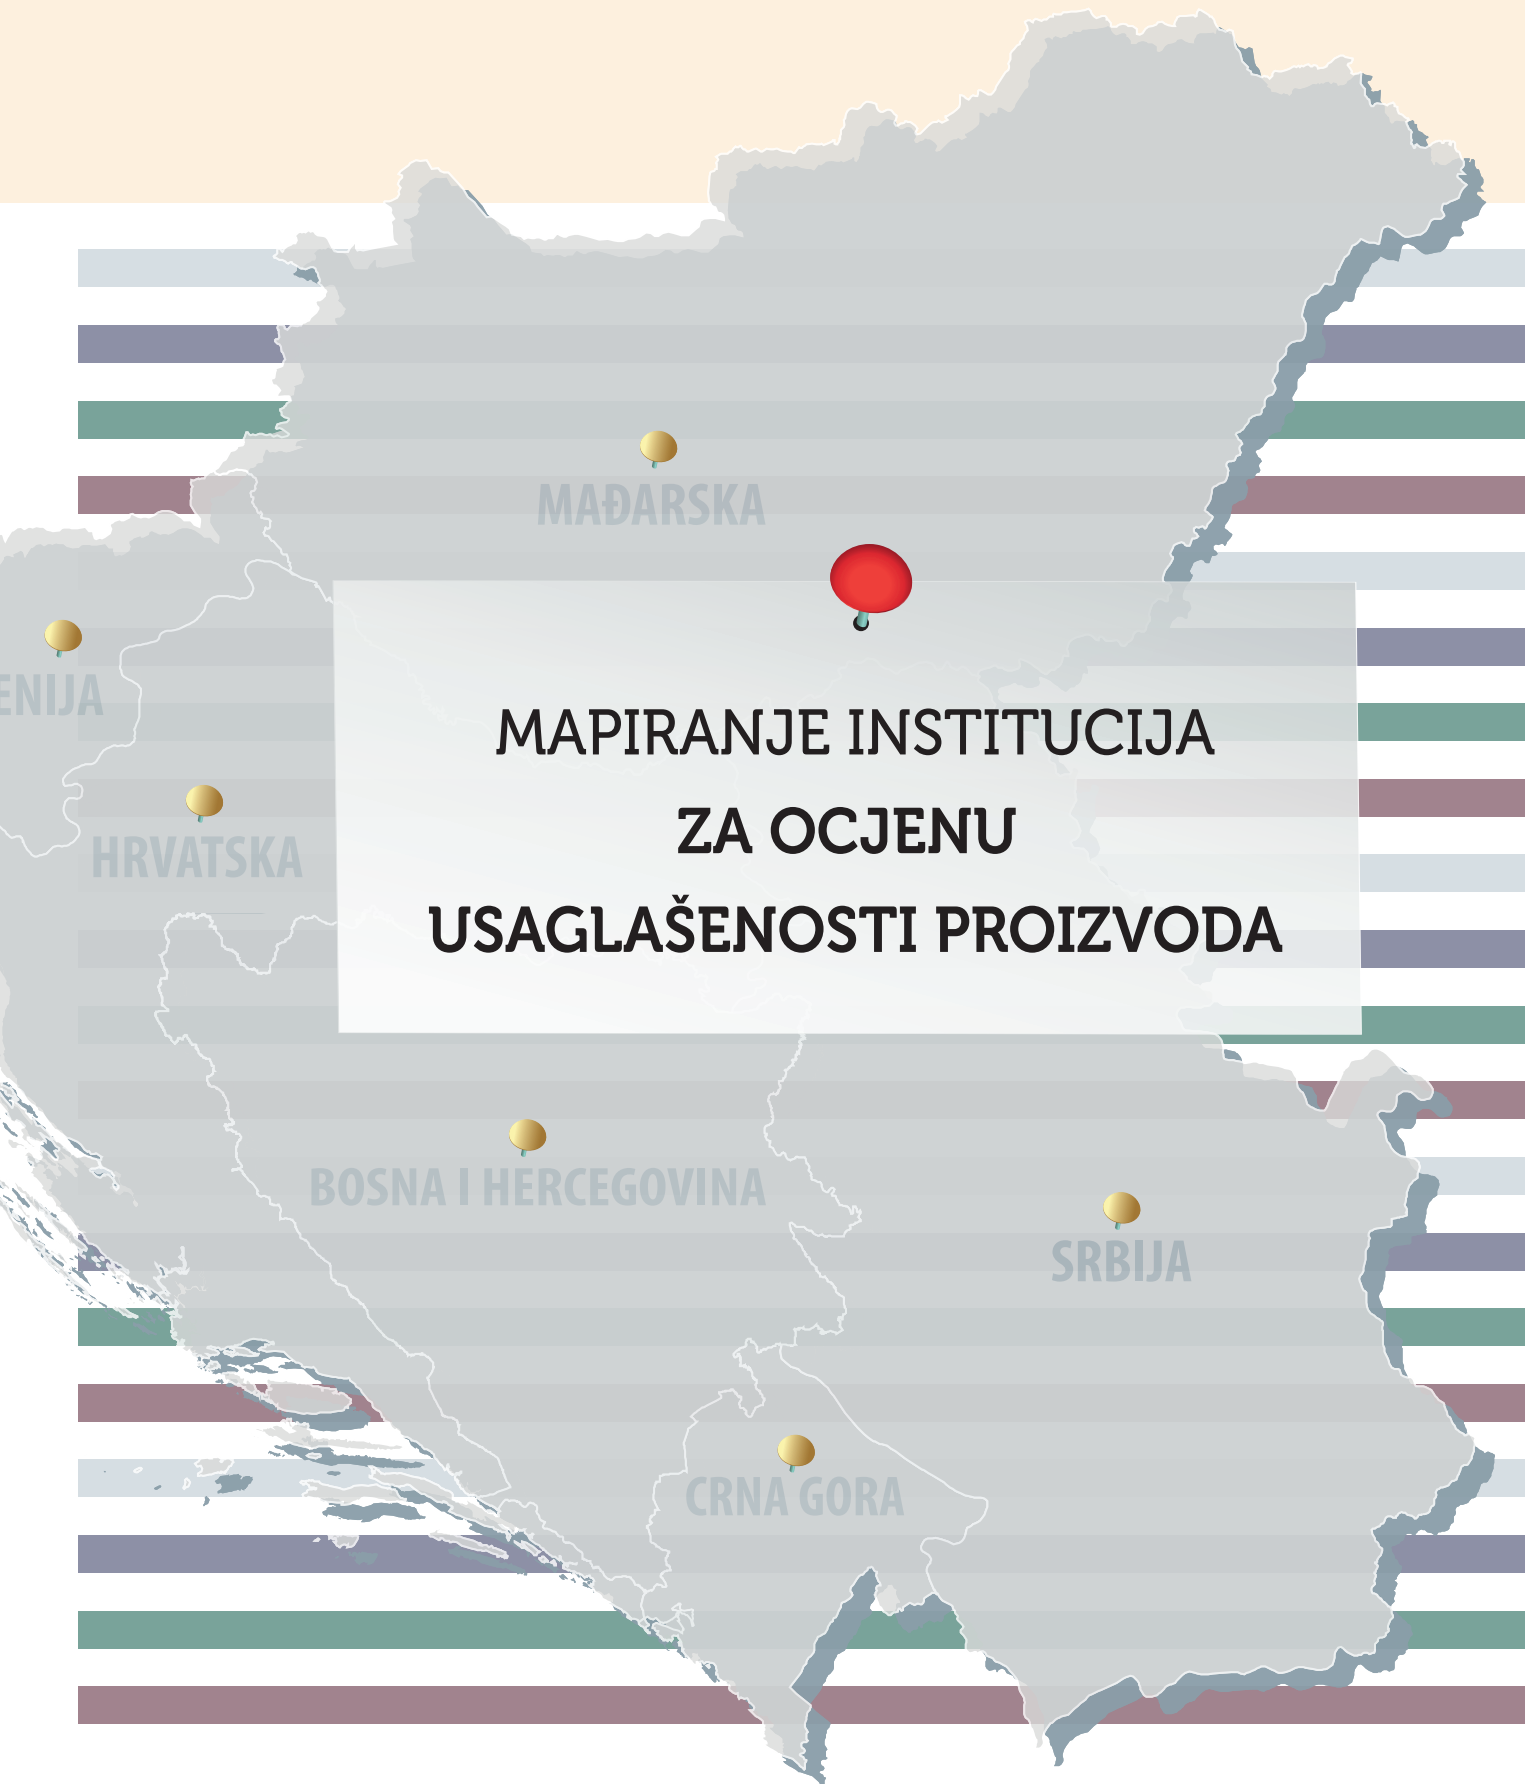 MAĐARSKA
ENIJA
MAPIRANJE INSTITUCIJA
ZA OCJENU
USAGLAŠENOSTI PROIZVODA
HRVATSKA
BOSNA I HERCEGOVINA
SRBIJA
CRNA GORA